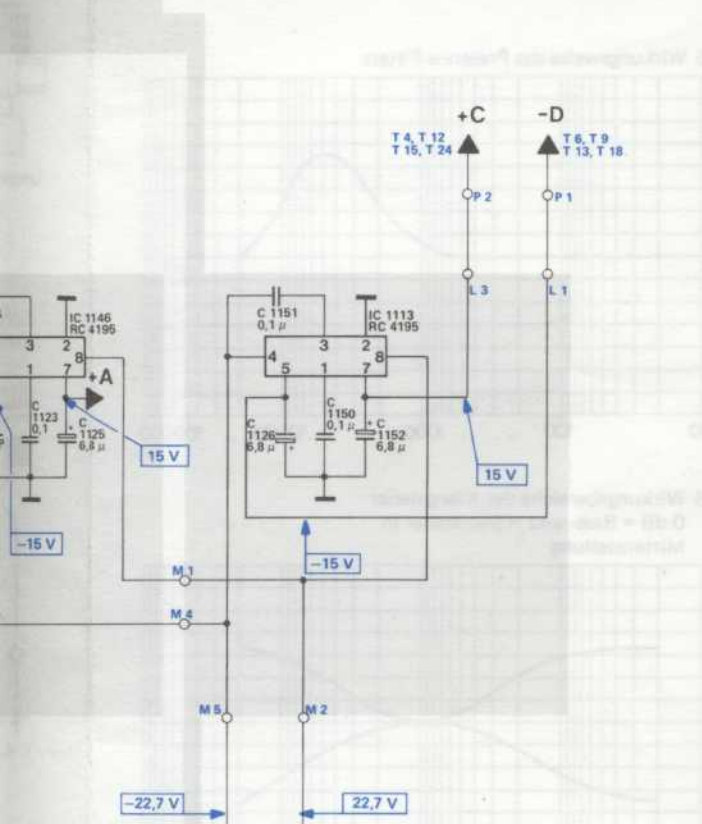 +C
-D
T 4, T 12
T 15, T 24
T 6, T 9
T 13, T 18
P 2
P 1
L 3
L 1
IC 1146
RC 4195
3
2
8
1
7
+A
C
1123
0,1
C
1125
6,8 μ
15 V
-15 V
C 1151
0,1 μ
IC 1113
RC 4195
3
2
4
8
5
1
7
C
1126
6,8 μ
C
1150
0,1 μ
C
1152
6,8 μ
15 V
-15 V
M 1
M 4
M 5
M 2
-22,7 V
22,7 V